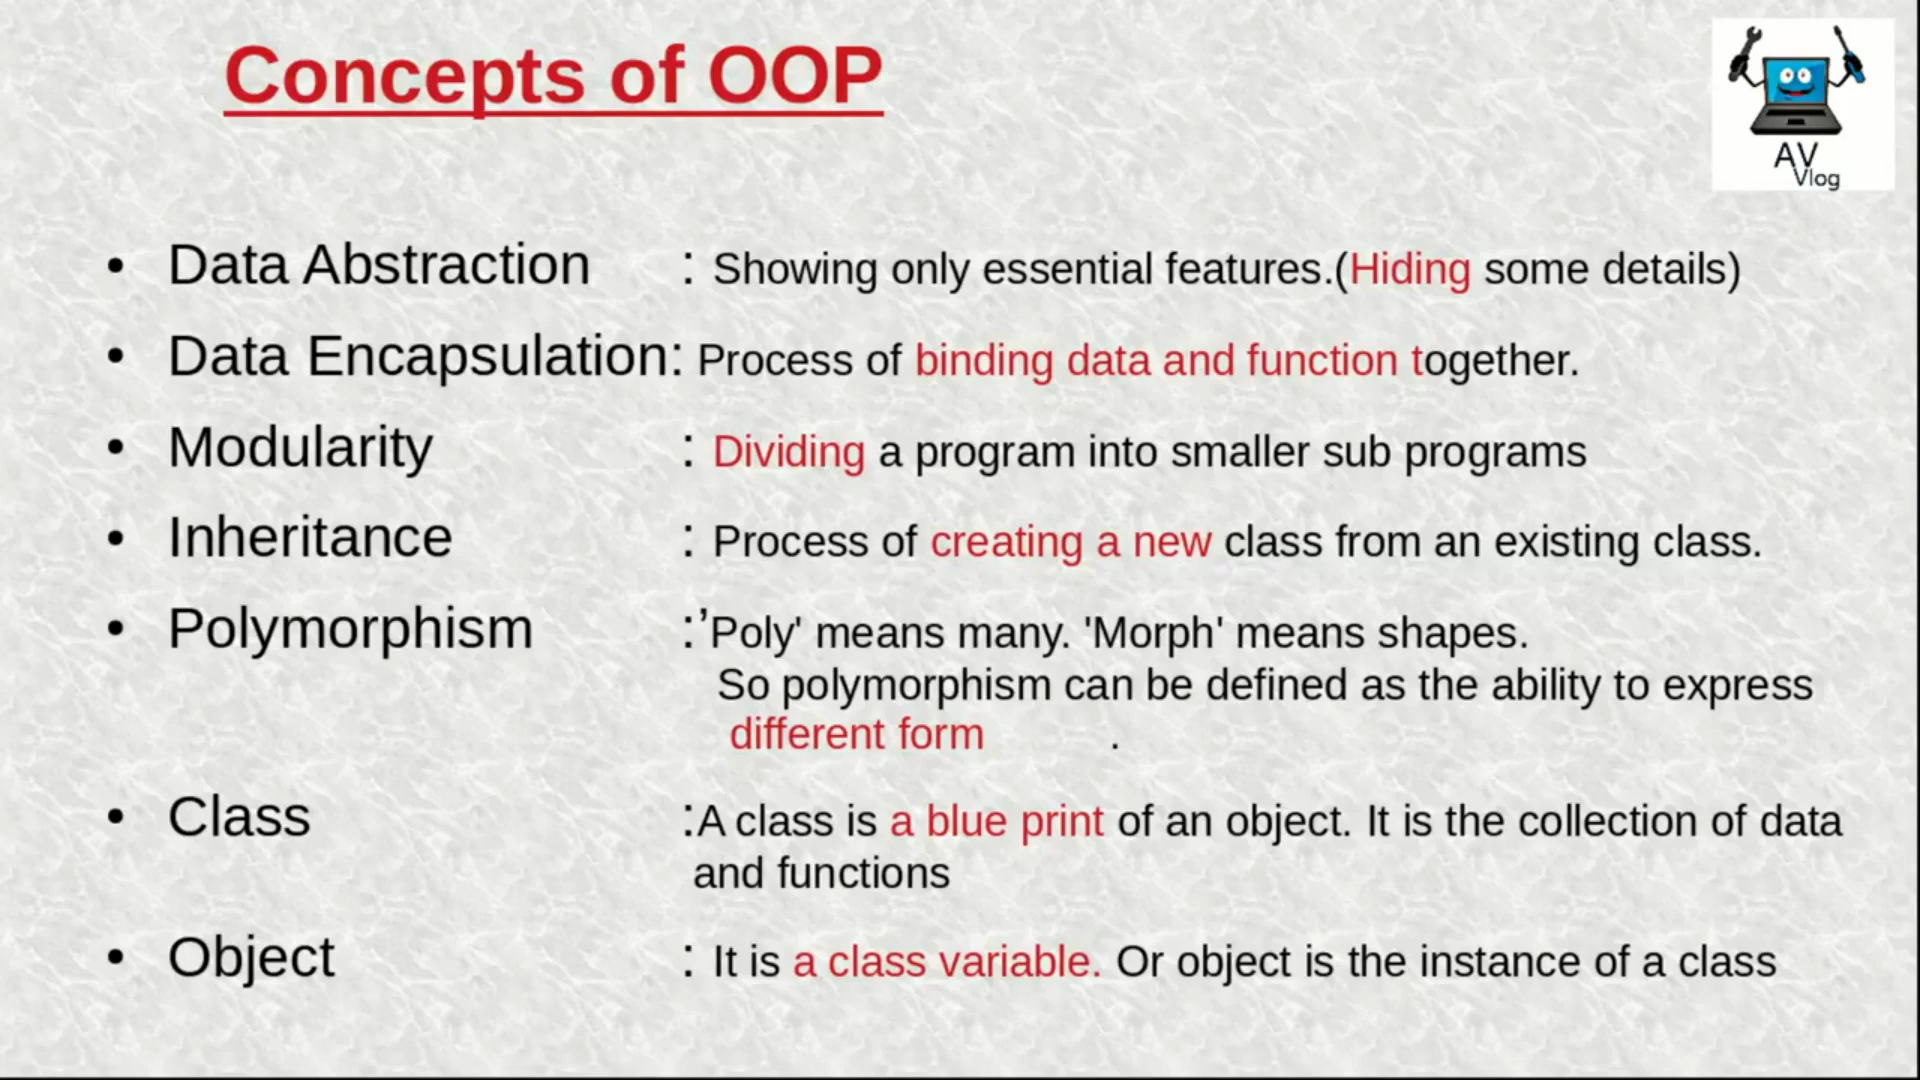 Concepts of OOP
AV
Vlog
• Data Abstraction : Showing only essential features.(Hiding some details)
• Data Encapsulation: Process of binding data and function together.
• Modularity : Dividing a program into smaller sub programs
• Inheritance : Process of creating a new class from an existing class.
• Polymorphism :’Poly' means many. 'Morph' means shapes.
So polymorphism can be defined as the ability to express
different form .
• Class :A class is a blue print of an object. It is the collection of data
and functions
• Object : It is a class variable. Or object is the instance of a class